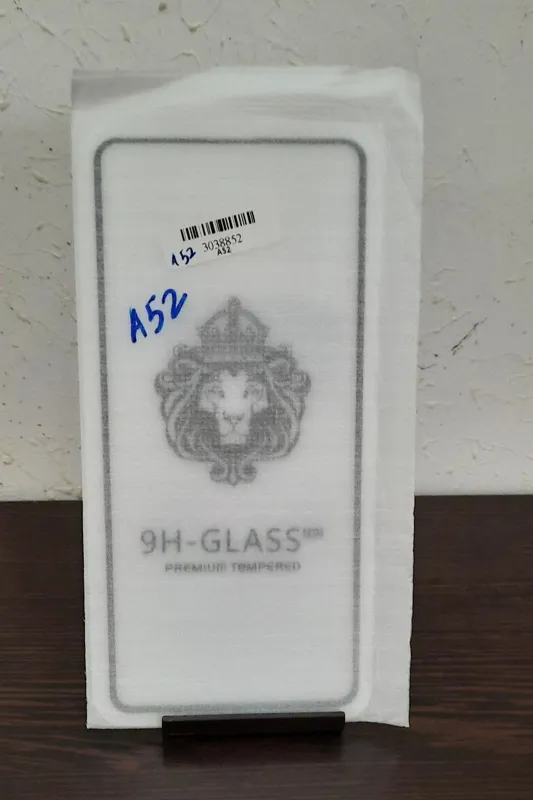 A52 3038852
A52
A52
9H-GLASS
PREMIUM TEMPERED